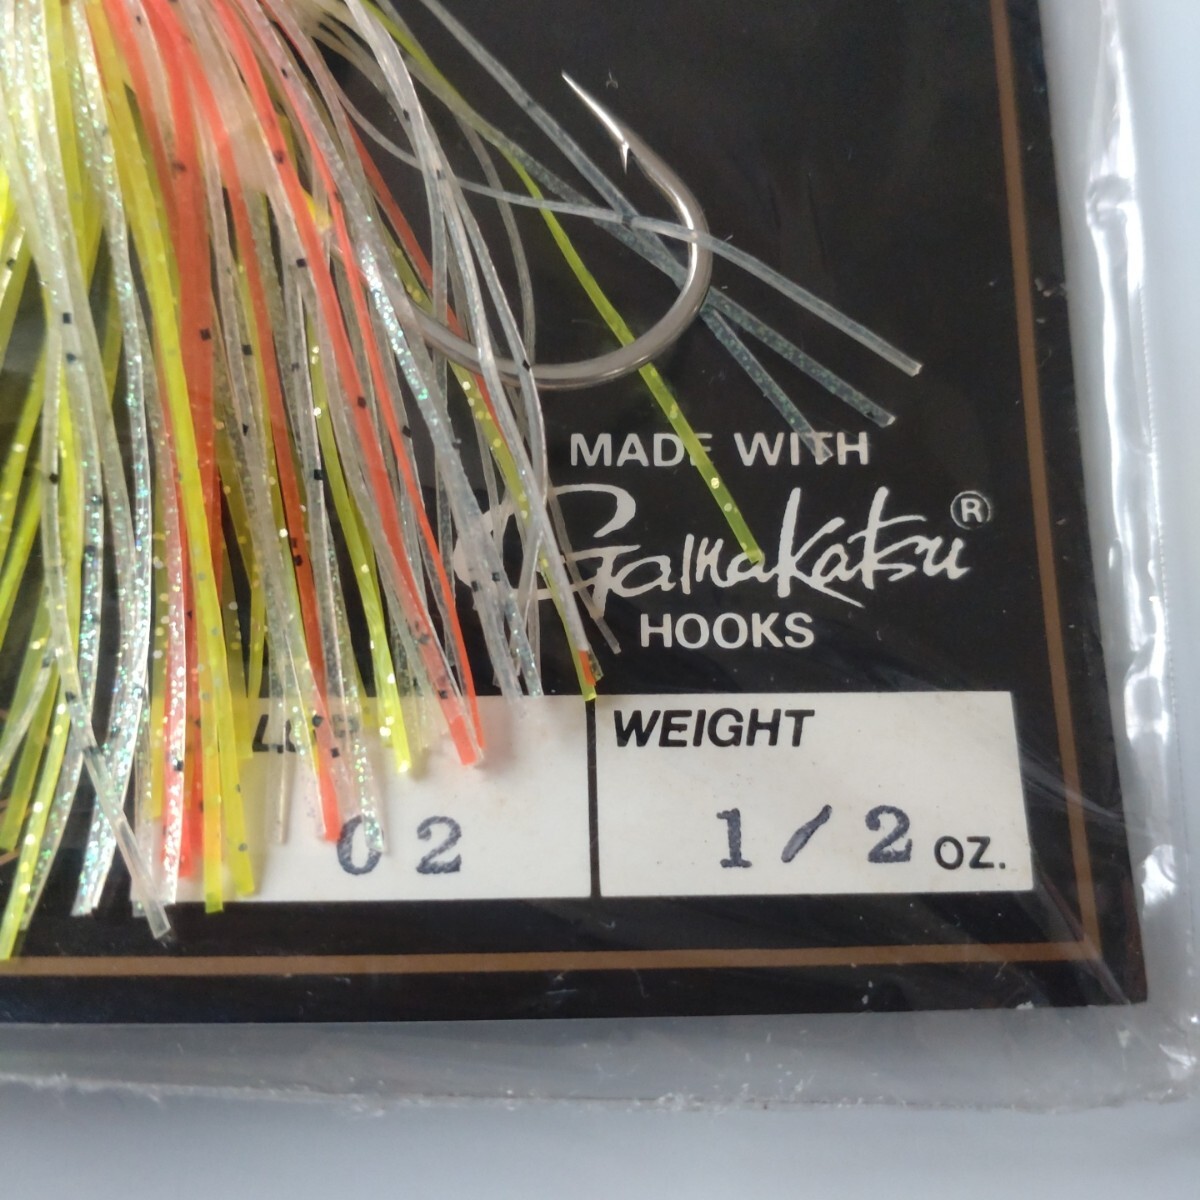 MADE WITH
Gamakatsu®
HOOKS
WEIGHT
02
1/2 OZ.